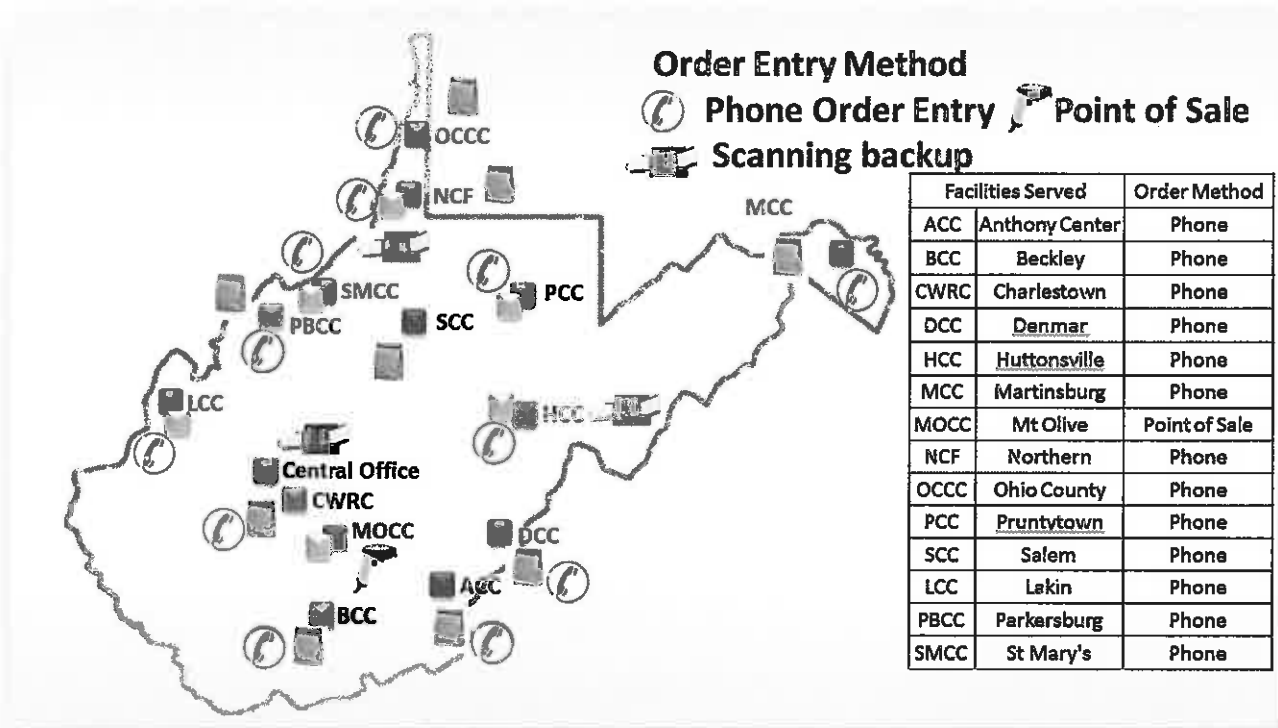 Order Entry Method
Phone Order Entry Point of Sale
Scanning backup
OCCC
NCF
MCC
SMCC
PCC
PBCC
SCC
LCC
HCC
Central Office
CWRC
MOCC
DCC
ACC
BCC
Facilities Served Order Method
ACC Anthony Center Phone
BCC Beckley Phone
CWRC Charlestown Phone
DCC Denmar Phone
HCC Huttonsville Phone
MCC Martinsburg Phone
MOCC Mt Olive Point of Sale
NCF Northern Phone
OCCC Ohio County Phone
PCC Pruntytown Phone
SCC Salem Phone
LCC Lakin Phone
PBCC Parkersburg Phone
SMCC St Mary's Phone